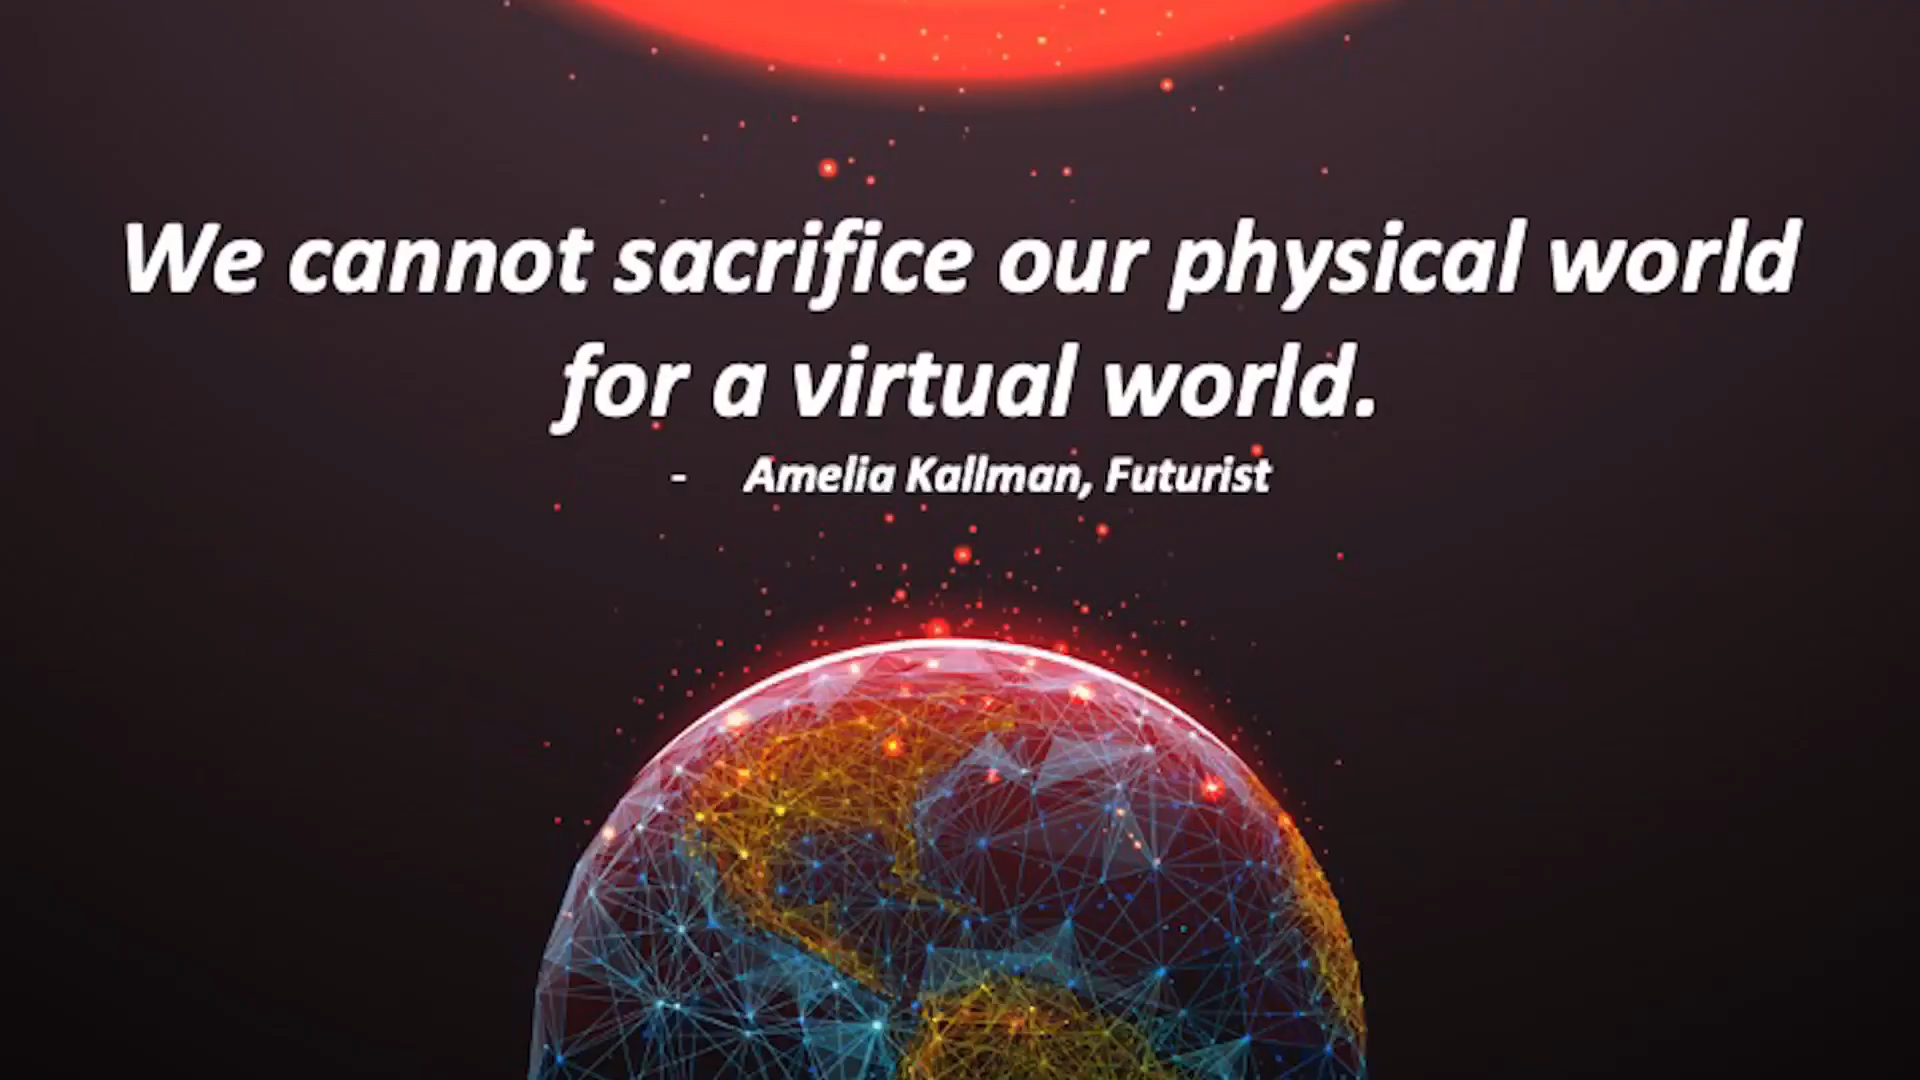 We cannot sacrifice our physical world
for a virtual world.
- Amelia Kallman, Futurist